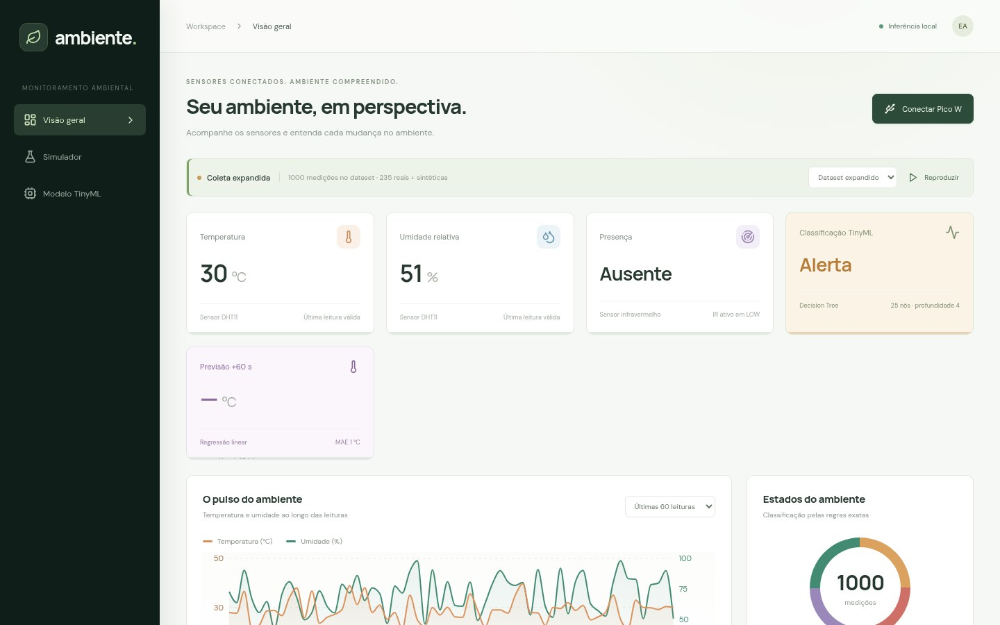 ambiente.
MONITORAMENTO AMBIENTAL
Visão geral
Simulador
Modelo TinyML
Workspace Visão geral
Inferência local EA
SENSORES CONECTADOS. AMBIENTE COMPREENDIDO.
Seu ambiente, em perspectiva.
Acompanhe os sensores e entenda cada mudança no ambiente.
Conectar Pico W
Coleta expandida 1000 medições no dataset · 235 reais + sintéticas
Dataset expandido Reproduzir
Temperatura
30 °C
Sensor DHT11 Última leitura válida
Umidade relativa
51 %
Sensor DHT11 Última leitura válida
Presença
Ausente
Sensor infravermelho IR ativo em LOW
Classificação TinyML
Alerta
Decision Tree 25 nós · profundidade 4
Previsão +60 s
— °C
Regressão linear MAE 1 °C
O pulso do ambiente
Temperatura e umidade ao longo das leituras
Últimas 60 leituras
Temperatura (°C) Umidade (%)
50 100
75
30
50
Estados do ambiente
Classificação pelas regras exatas
1000
medições